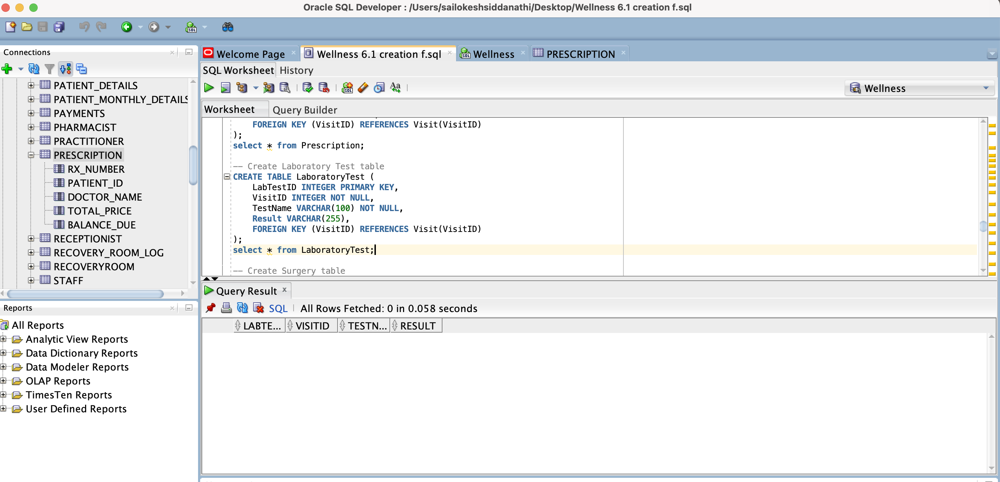 Oracle SQL Developer : /Users/sailokeshsiddanathi/Desktop/Wellness 6.1 creation f.sql
Connections
PATIENT_DETAILS
PATIENT_MONTHLY_DETAILS
PAYMENTS
PHARMACIST
PRACTITIONER
PRESCRIPTION
RX_NUMBER
PATIENT_ID
DOCTOR_NAME
TOTAL_PRICE
BALANCE_DUE
RECEPTIONIST
RECOVERY_ROOM_LOG
RECOVERYROOM
STAFF
Reports
All Reports
Analytic View Reports
Data Dictionary Reports
Data Modeler Reports
OLAP Reports
TimesTen Reports
User Defined Reports
Welcome Page
Wellness 6.1 creation f.sql
Wellness
PRESCRIPTION
SQL Worksheet History
Wellness
Worksheet Query Builder
FOREIGN KEY (VisitID) REFERENCES Visit(VisitID)
);
select * from Prescription;
-- Create Laboratory Test table
CREATE TABLE LaboratoryTest (
LabTestID INTEGER PRIMARY KEY,
VisitID INTEGER NOT NULL,
TestName VARCHAR(100) NOT NULL,
Result VARCHAR(255),
FOREIGN KEY (VisitID) REFERENCES Visit(VisitID)
);
select * from LaboratoryTest;
-- Create Surgery table
Query Result
SQL All Rows Fetched: 0 in 0.058 seconds
LABTE... VISITID TESTN... RESULT